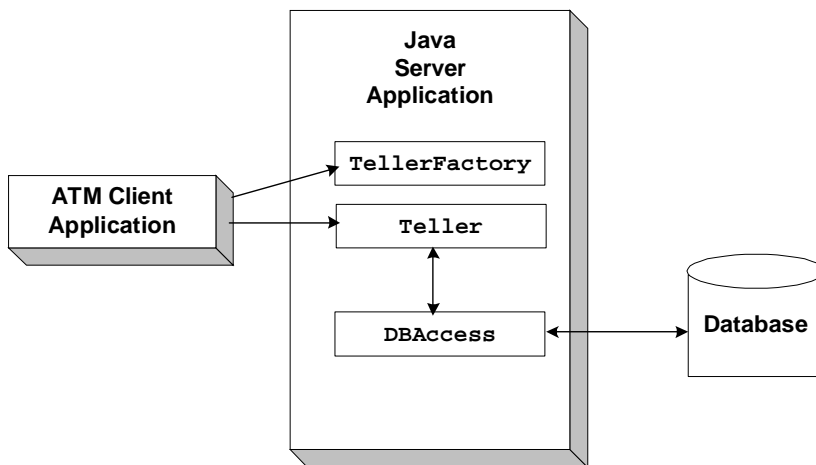 Java
Server
Application
TellerFactory
ATM Client
Application
Teller
DBAccess
Database